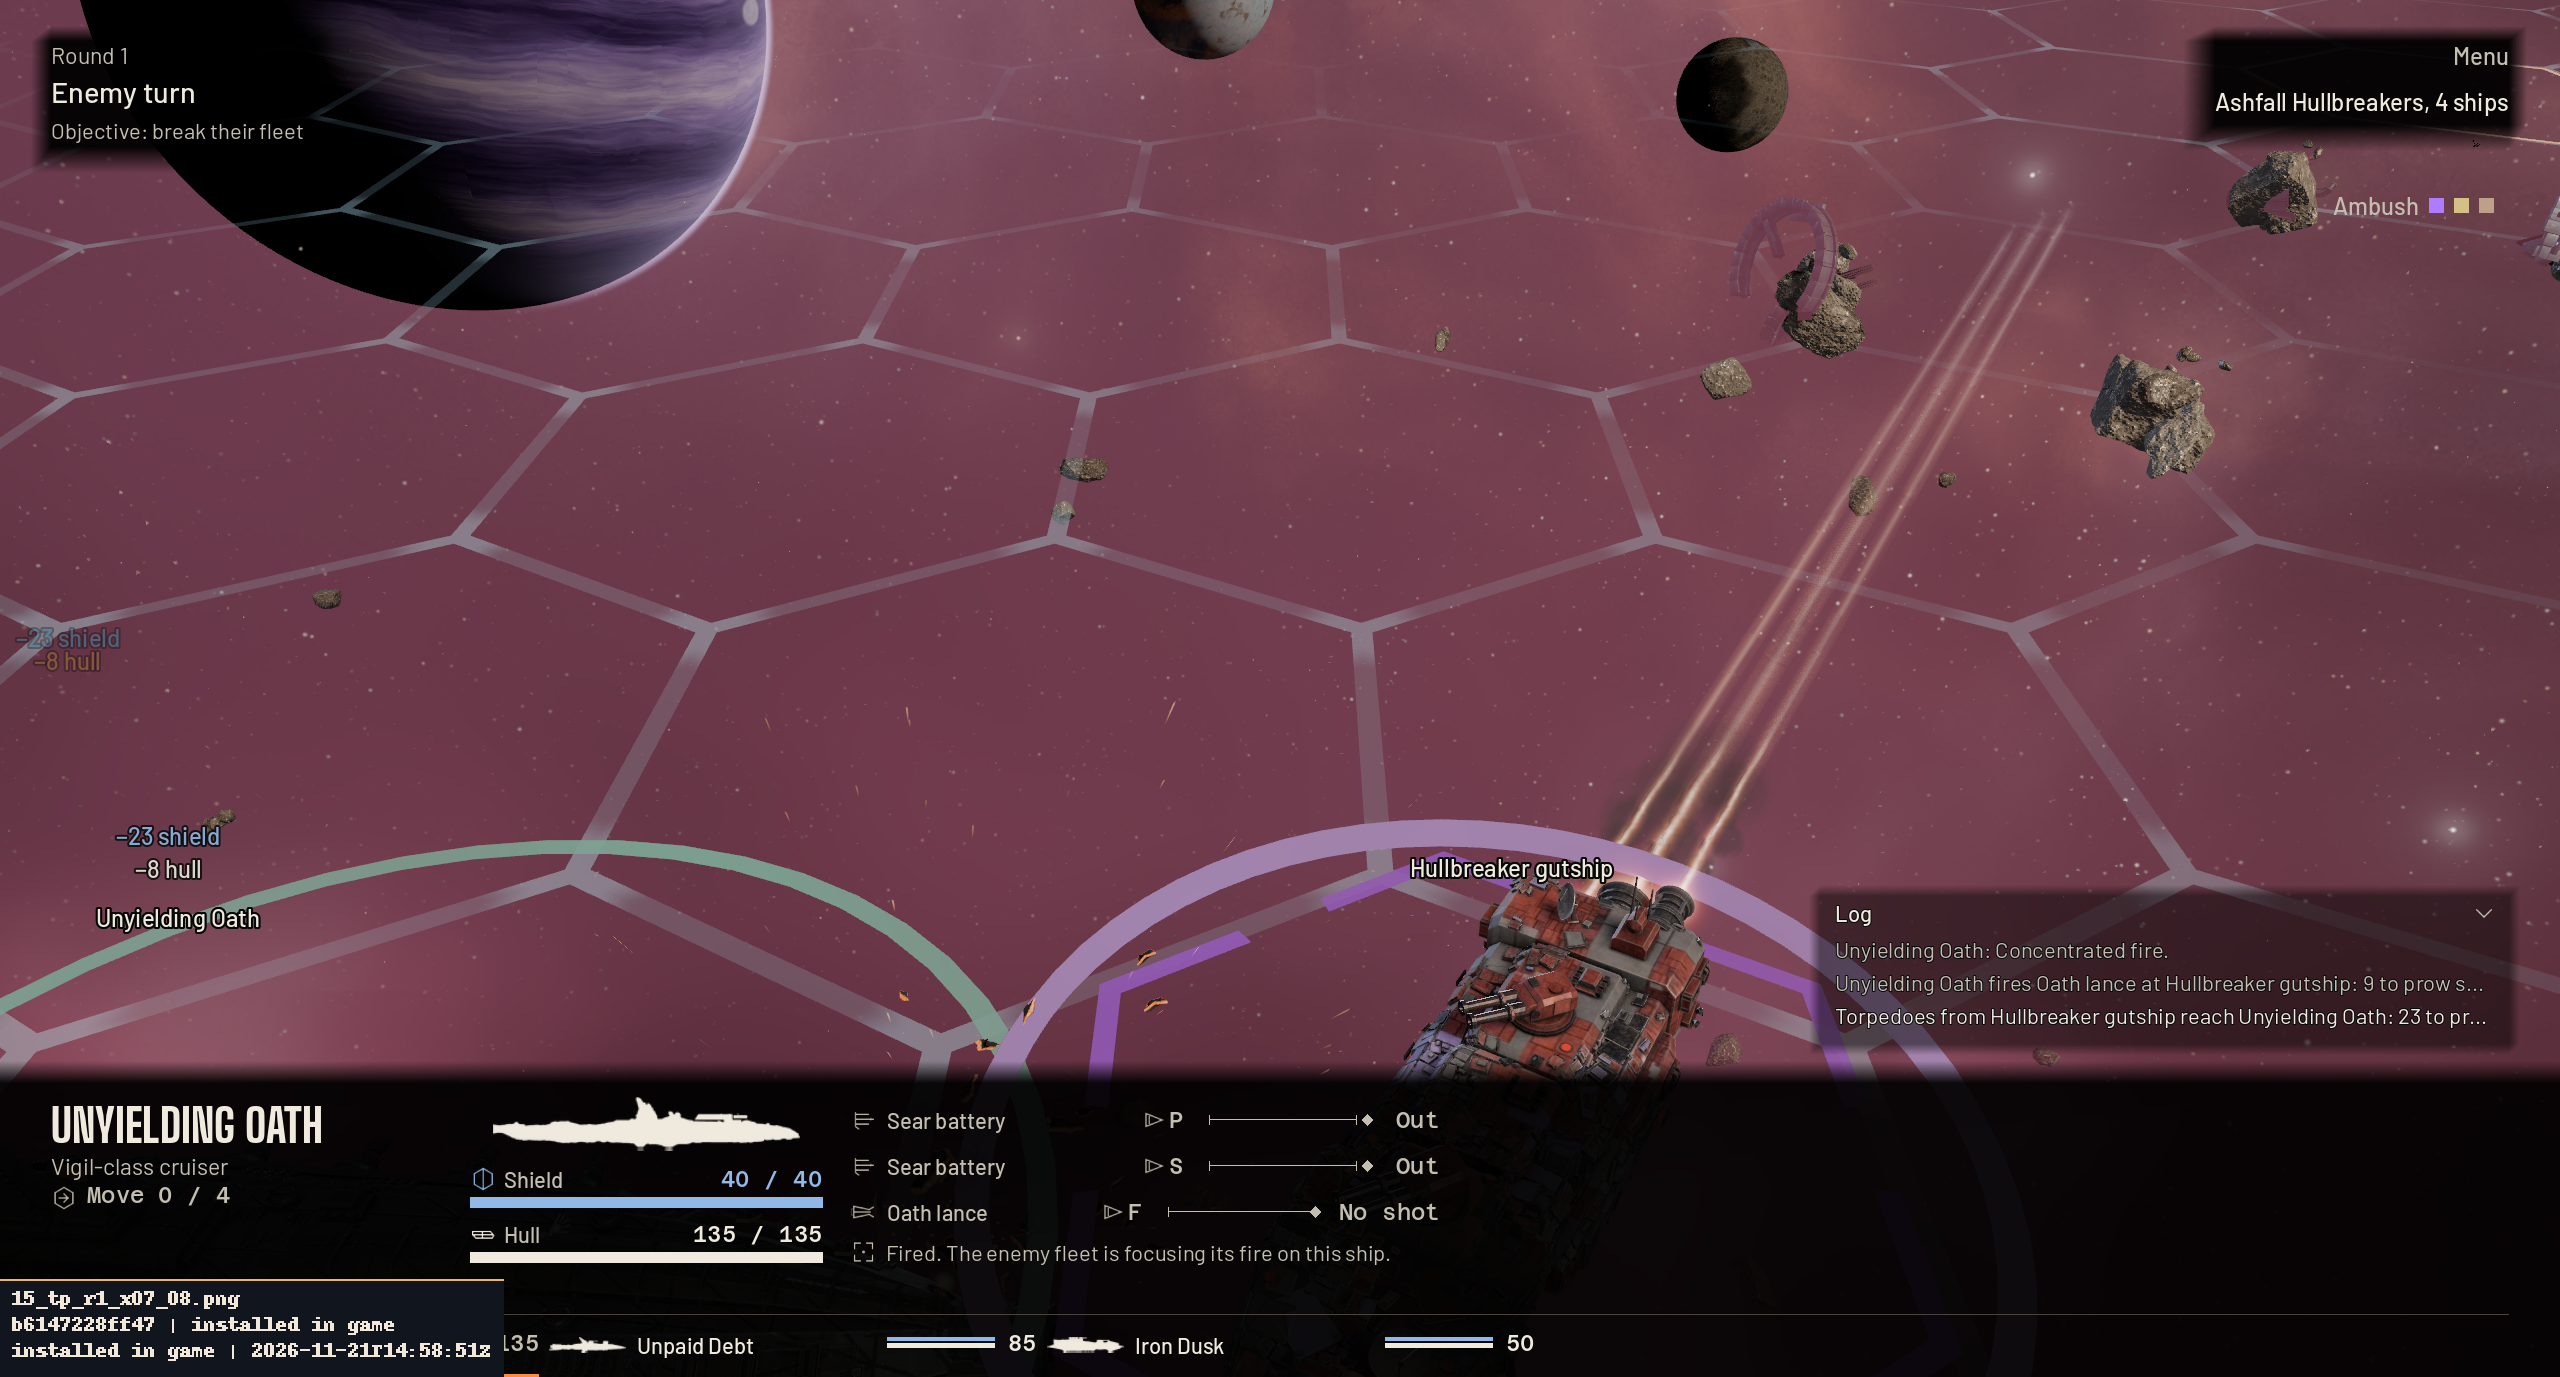 Round 1
Enemy turn
Objective: break their fleet
Menu
Ashfall Hullbreakers, 4 ships
Ambush
−23 shield
−8 hull
−23 shield
−8 hull
Unyielding Oath
Hullbreaker gutship
Log
Unyielding Oath: Concentrated fire.
Unyielding Oath fires Oath lance at Hullbreaker gutship: 9 to prow s...
Torpedoes from Hullbreaker gutship reach Unyielding Oath: 23 to pr...
UNYIELDING OATH
Vigil-class cruiser
Move 0 / 4
Shield 40 / 40
Hull 135 / 135
Sear battery P Out
Sear battery S Out
Oath lance F No shot
Fired. The enemy fleet is focusing its fire on this ship.
15_tp_r1_x07_08.png
b6147228ff47 | installed in game
installed in game | 2026-11-21r14:58:51z
135 Unpaid Debt 85 Iron Dusk 50